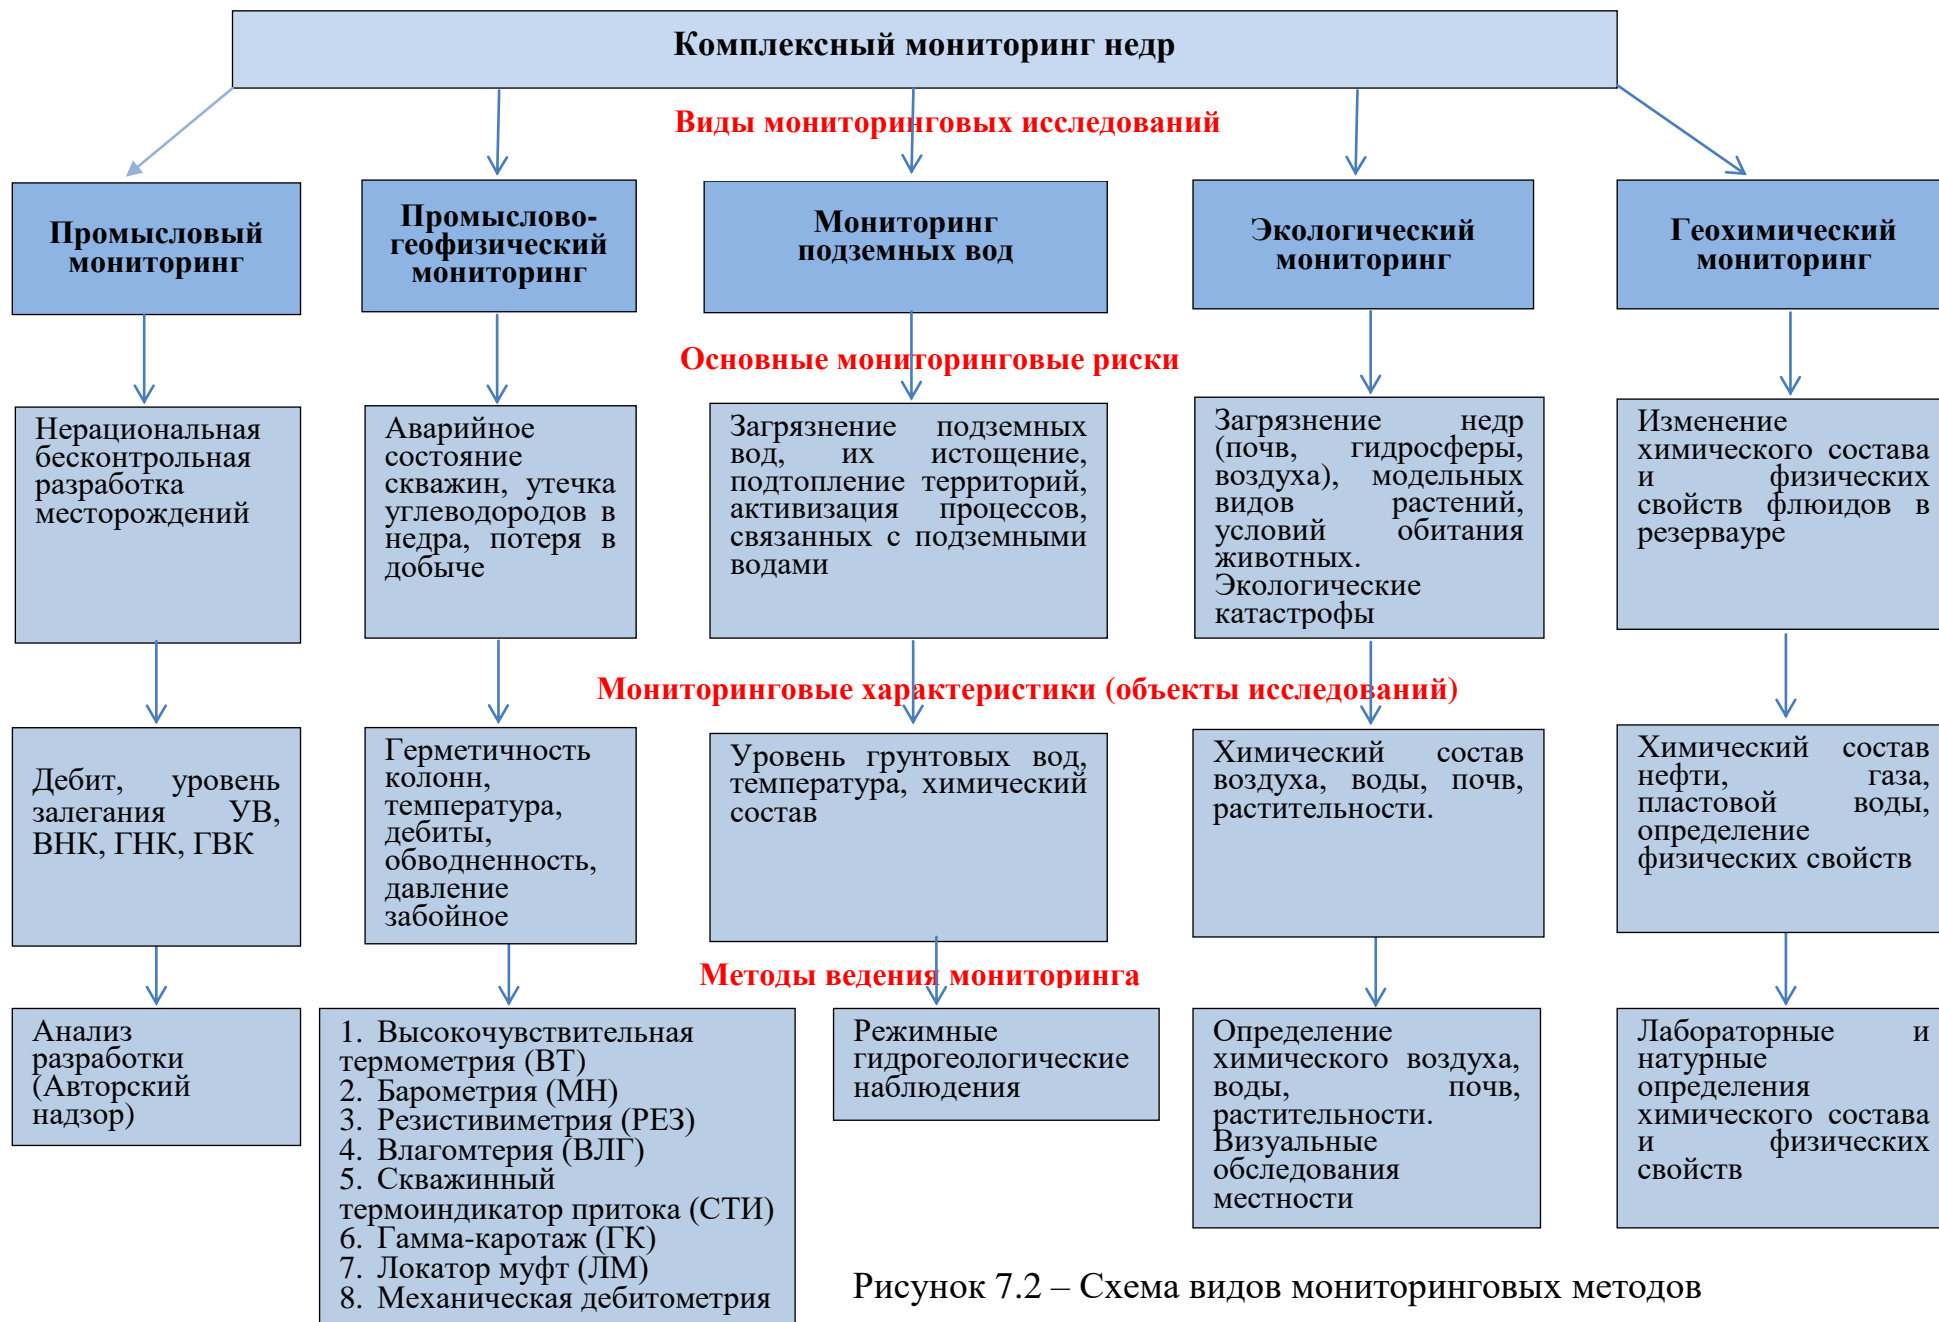 Комплексный мониторинг недр
Виды мониторинговых исследований
Промысловый
мониторинг
Промыслово-
геофизический
мониторинг
Мониторинг
подземных вод
Экологический
мониторинг
Геохимический
мониторинг
Основные мониторинговые риски
Нерациональная
бесконтрольная
разработка
месторождений
Аварийное
состояние
скважин, утечка
углеводородов в
недра, потеря в
добыче
Загрязнение подземных
вод, их истощение,
подтопление территорий,
активизация процессов,
связанных с подземными
водами
Загрязнение недр
(почв, гидросферы,
воздуха), модельных
видов растений,
условий обитания
животных.
Экологические
катастрофы
Изменение
химического состава
и физических
свойств флюидов в
резервауре
Мониторинговые характеристики (объекты исследований)
Дебит, уровень
залегания УВ,
ВНК, ГНК, ГВК
Герметичность
колонн,
температура,
дебиты,
обводненность,
давление
забойное
Уровень грунтовых вод,
температура, химический
состав
Химический состав
воздуха, воды, почв,
растительности.
Химический состав
нефти, газа,
пластовой воды,
определение
физических свойств
Методы ведения мониторинга
Анализ
разработки
(Авторский
надзор)
1. Высокочувствительная
термометрия (ВТ)
2. Барометрия (МН)
3. Резистивиметрия (РЕЗ)
4. Влагомтерия (ВЛГ)
5. Скважинный
термоиндикатор притока (СТИ)
6. Гамма-каротаж (ГК)
7. Локатор муфт (ЛМ)
8. Механическая дебитометрия
Режимные
гидрогеологические
наблюдения
Определение
химического воздуха,
воды, почв,
растительности.
Визуальные
обследования
местности
Лабораторные и
натурные
определения
химического состава
и физических
свойств
Рисунок 7.2 – Схема видов мониторинговых методов